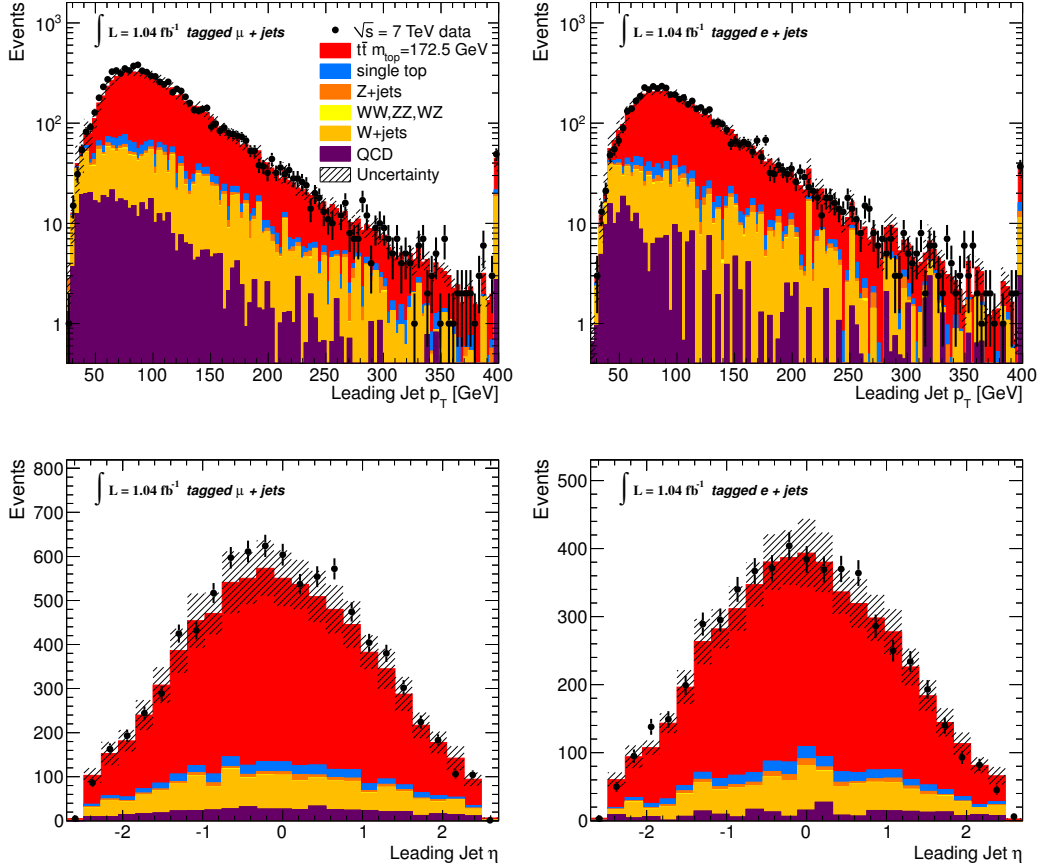 Events
10³
10²
10
1
∫ L = 1.04 fb⁻¹ tagged μ + jets
√s = 7 TeV data
tt̄ m_top=172.5 GeV
single top
Z+jets
WW,ZZ,WZ
W+jets
QCD
Uncertainty
50 100 150 200 250 300 350 400
Leading Jet p_T [GeV]
Events
10³
10²
10
1
∫ L = 1.04 fb⁻¹ tagged e + jets
50 100 150 200 250 300 350 400
Leading Jet p_T [GeV]
Events
800
700
600
500
400
300
200
100
0
∫ L = 1.04 fb⁻¹ tagged μ + jets
-2 -1 0 1 2
Leading Jet η
Events
500
400
300
200
100
0
∫ L = 1.04 fb⁻¹ tagged e + jets
-2 -1 0 1 2
Leading Jet η